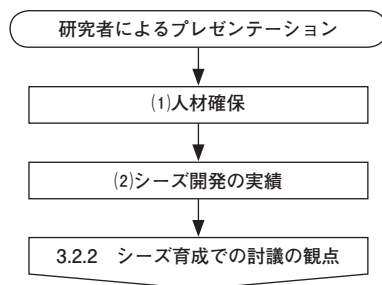 研究者によるプレゼンテーション
⑴人材確保
⑵シーズ開発の実績
3.2.2　シーズ育成での討議の観点